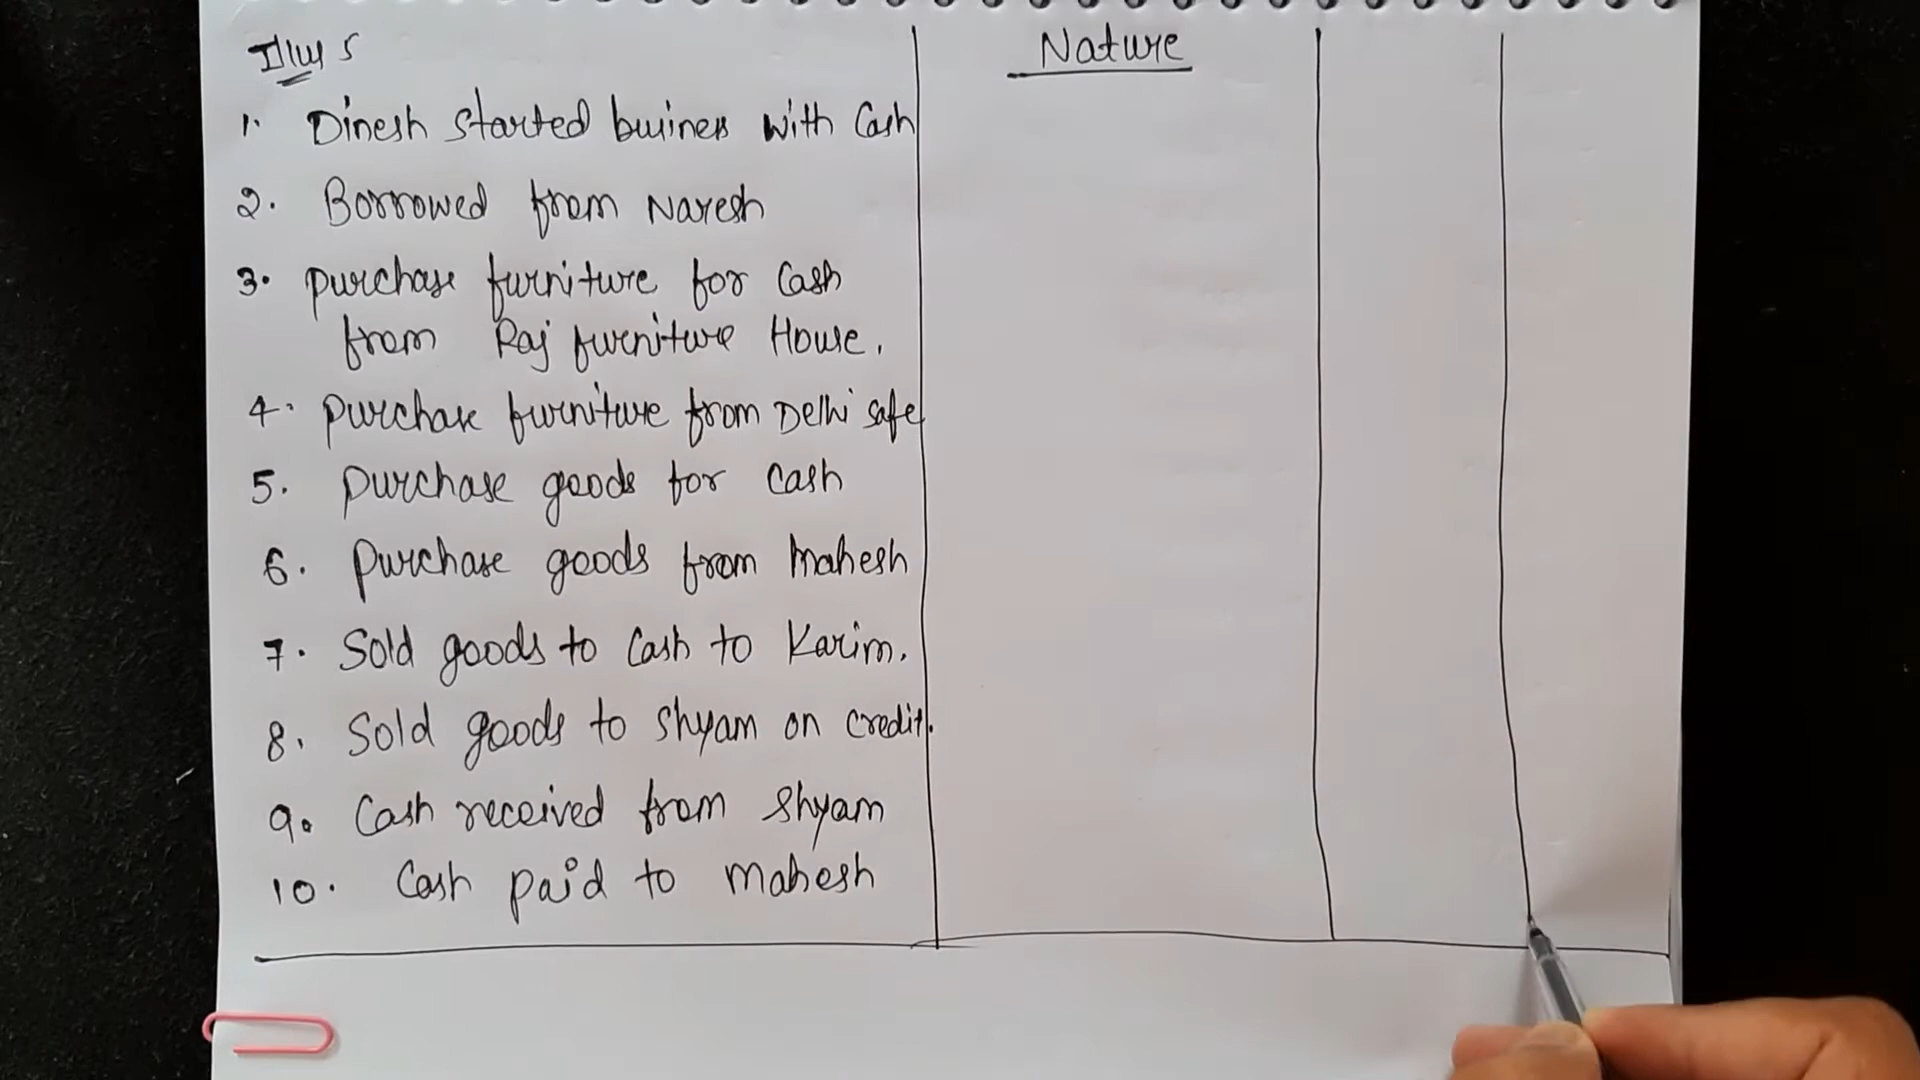 Illus 5
Nature
1. Dinesh started business with Cash
2. Borrowed from Naresh
3. purchase furniture for Cash
from Raj furniture House.
4. purchase furniture from Delhi safe
5. purchase goods for Cash
6. purchase goods from Mahesh
7. Sold goods to Cash to Karim.
8. Sold goods to Shyam on credit.
9. Cash received from Shyam
10. Cash paid to Mahesh